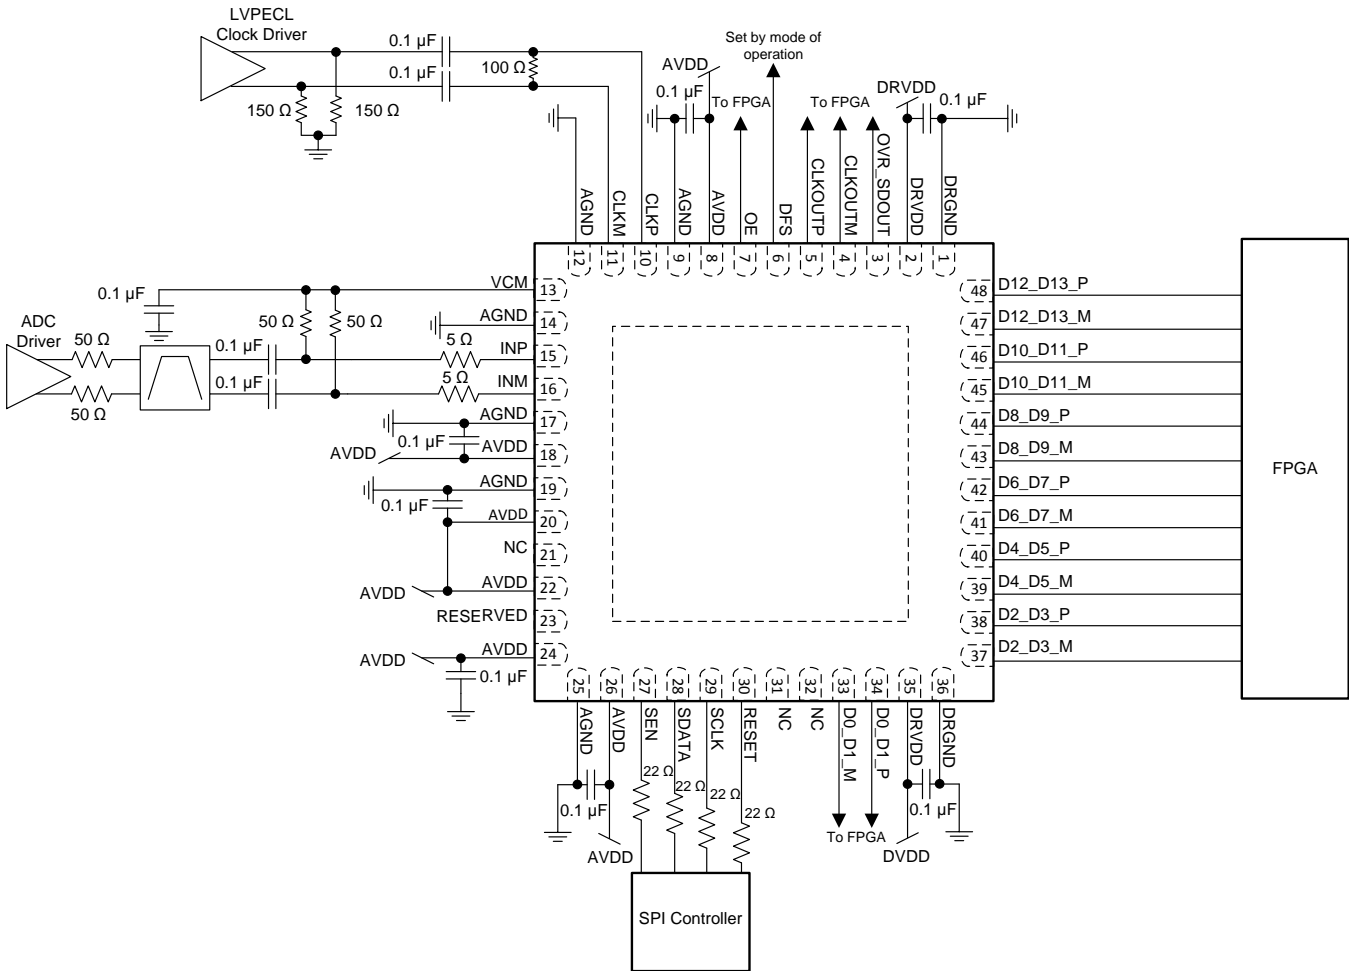 LVPECL
Clock Driver
0.1 µF
0.1 µF
100 Ω
150 Ω
150 Ω
Set by mode of
operation
AVDD
0.1 µF
To FPGA
To FPGA
DRVDD
0.1 µF
AGND
CLKM
CLKP
AGND
AVDD
OE
DFS
CLKOUTP
CLKOUTM
OVR_SDOUT
DRVDD
DRGND
12
11
10
9
8
7
6
5
4
3
2
1
ADC
Driver
50 Ω
50 Ω
0.1 µF
0.1 µF
0.1 µF
50 Ω
50 Ω
5 Ω
5 Ω
VCM
13
AGND
14
INP
15
INM
16
AGND
17
0.1 µF
AVDD
AVDD
18
AGND
19
0.1 µF
AVDD
20
NC
21
AVDD
AVDD
22
RESERVED
23
AVDD
AVDD
24
0.1 µF
48
D12_D13_P
47
D12_D13_M
46
D10_D11_P
45
D10_D11_M
44
D8_D9_P
43
D8_D9_M
42
D6_D7_P
41
D6_D7_M
40
D4_D5_P
39
D4_D5_M
38
D2_D3_P
37
D2_D3_M
FPGA
25
26
27
28
29
30
31
32
33
34
35
36
AGND
AVDD
SEN
SDATA
SCLK
RESET
NC
NC
D0_D1_M
D0_D1_P
DRVDD
DRGND
0.1 µF
AVDD
22 Ω
22 Ω
22 Ω
22 Ω
To FPGA
0.1 µF
DVDD
SPI Controller